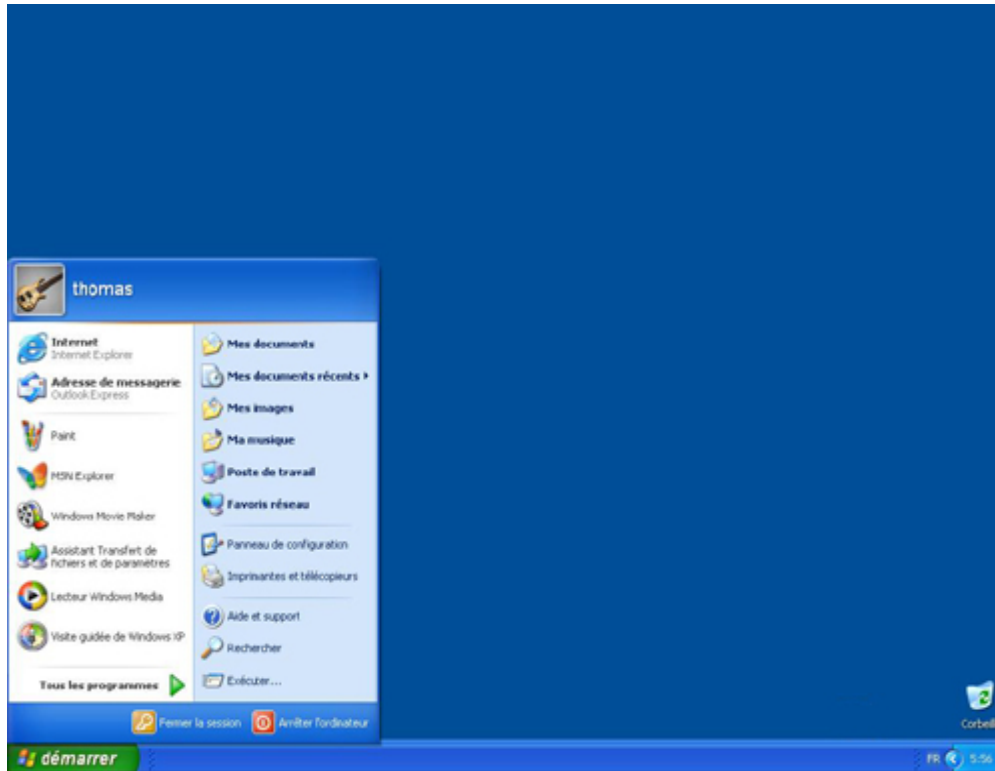 thomas
Internet
Internet Explorer
Adresse de messagerie
Outlook Express
Paint
MSN Explorer
Windows Movie Maker
Assistant Transfert de
fichiers et de paramètres
Lecteur Windows Media
Visite guidée de Windows XP
Tous les programmes
Mes documents
Mes documents récents
Mes images
Ma musique
Poste de travail
Favoris réseau
Panneau de configuration
Imprimantes et télécopieurs
Aide et support
Rechercher
Exécuter...
Fermer la session
Arrêter l'ordinateur
Corbeill
démarrer
FR
5:56